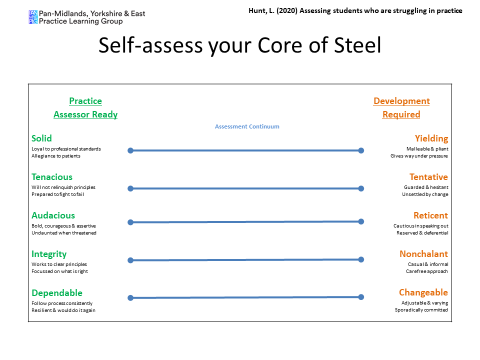 Pan-Midlands, Yorkshire & East
Practice Learning Group
Hunt, L. (2020) Assessing students who are struggling in practice
Self-assess your Core of Steel
Practice
Assessor Ready
Development
Required
Assessment Continuum
Solid
Loyal to professional standards
Allegiance to patients
Yielding
Malleable & pliant
Gives way under pressure
Tenacious
Will not relinquish principles
Prepared to fight to fail
Tentative
Guarded & hesitant
Unsettled by change
Audacious
Bold, courageous & assertive
Undaunted when threatened
Reticent
Cautious in speaking out
Reserved & deferential
Integrity
Works to clear principles
Focussed on what is right
Nonchalant
Casual & informal
Carefree approach
Dependable
Follow process consistently
Resilient & would do it again
Changeable
Adjustable & varying
Sporadically committed